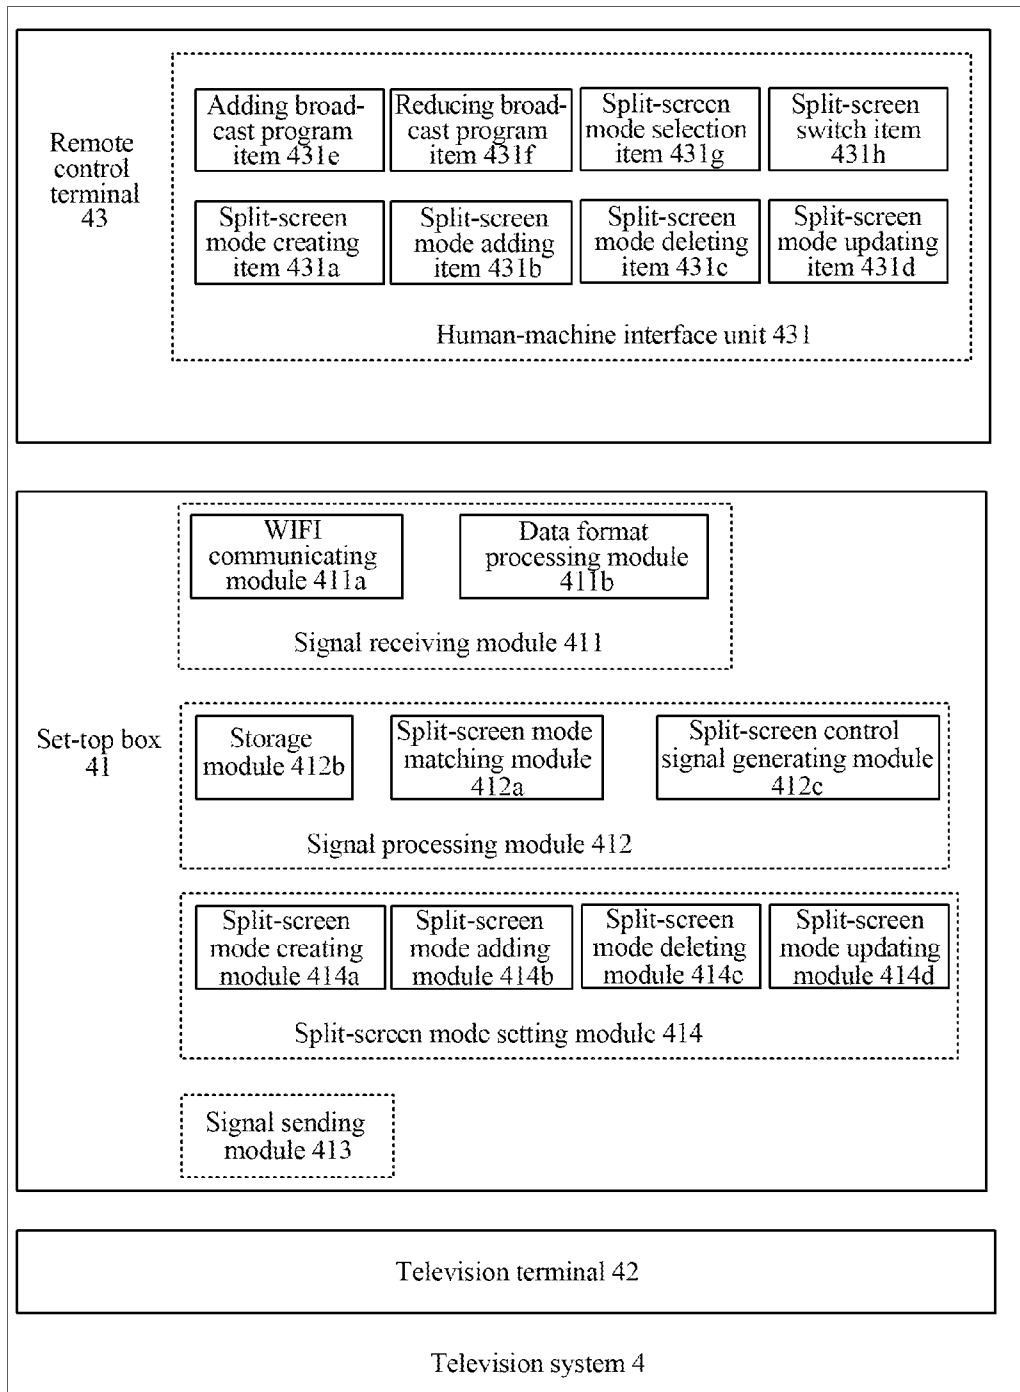 Remote
control
terminal
43
Adding broad-
cast program
item 431e
Reducing broad-
cast program
item 431f
Split-screen
mode selection
item 431g
Split-screen
switch item
431h
Split-screen
mode creating
item 431a
Split-screen
mode adding
item 431b
Split-screen
mode deleting
item 431c
Split-screen
mode updating
item 431d
Human-machine interface unit 431
Set-top box
41
WIFI
communicating
module 411a
Data format
processing module
411b
Signal receiving module 411
Storage
module 412b
Split-screen mode
matching module
412a
Split-screen control
signal generating module
412c
Signal processing module 412
Split-screen
mode creating
module 414a
Split-screen
mode adding
module 414b
Split-screen
mode deleting
module 414c
Split-screen
mode updating
module 414d
Split-screen mode setting module 414
Signal sending
module 413
Television terminal 42
Television system 4